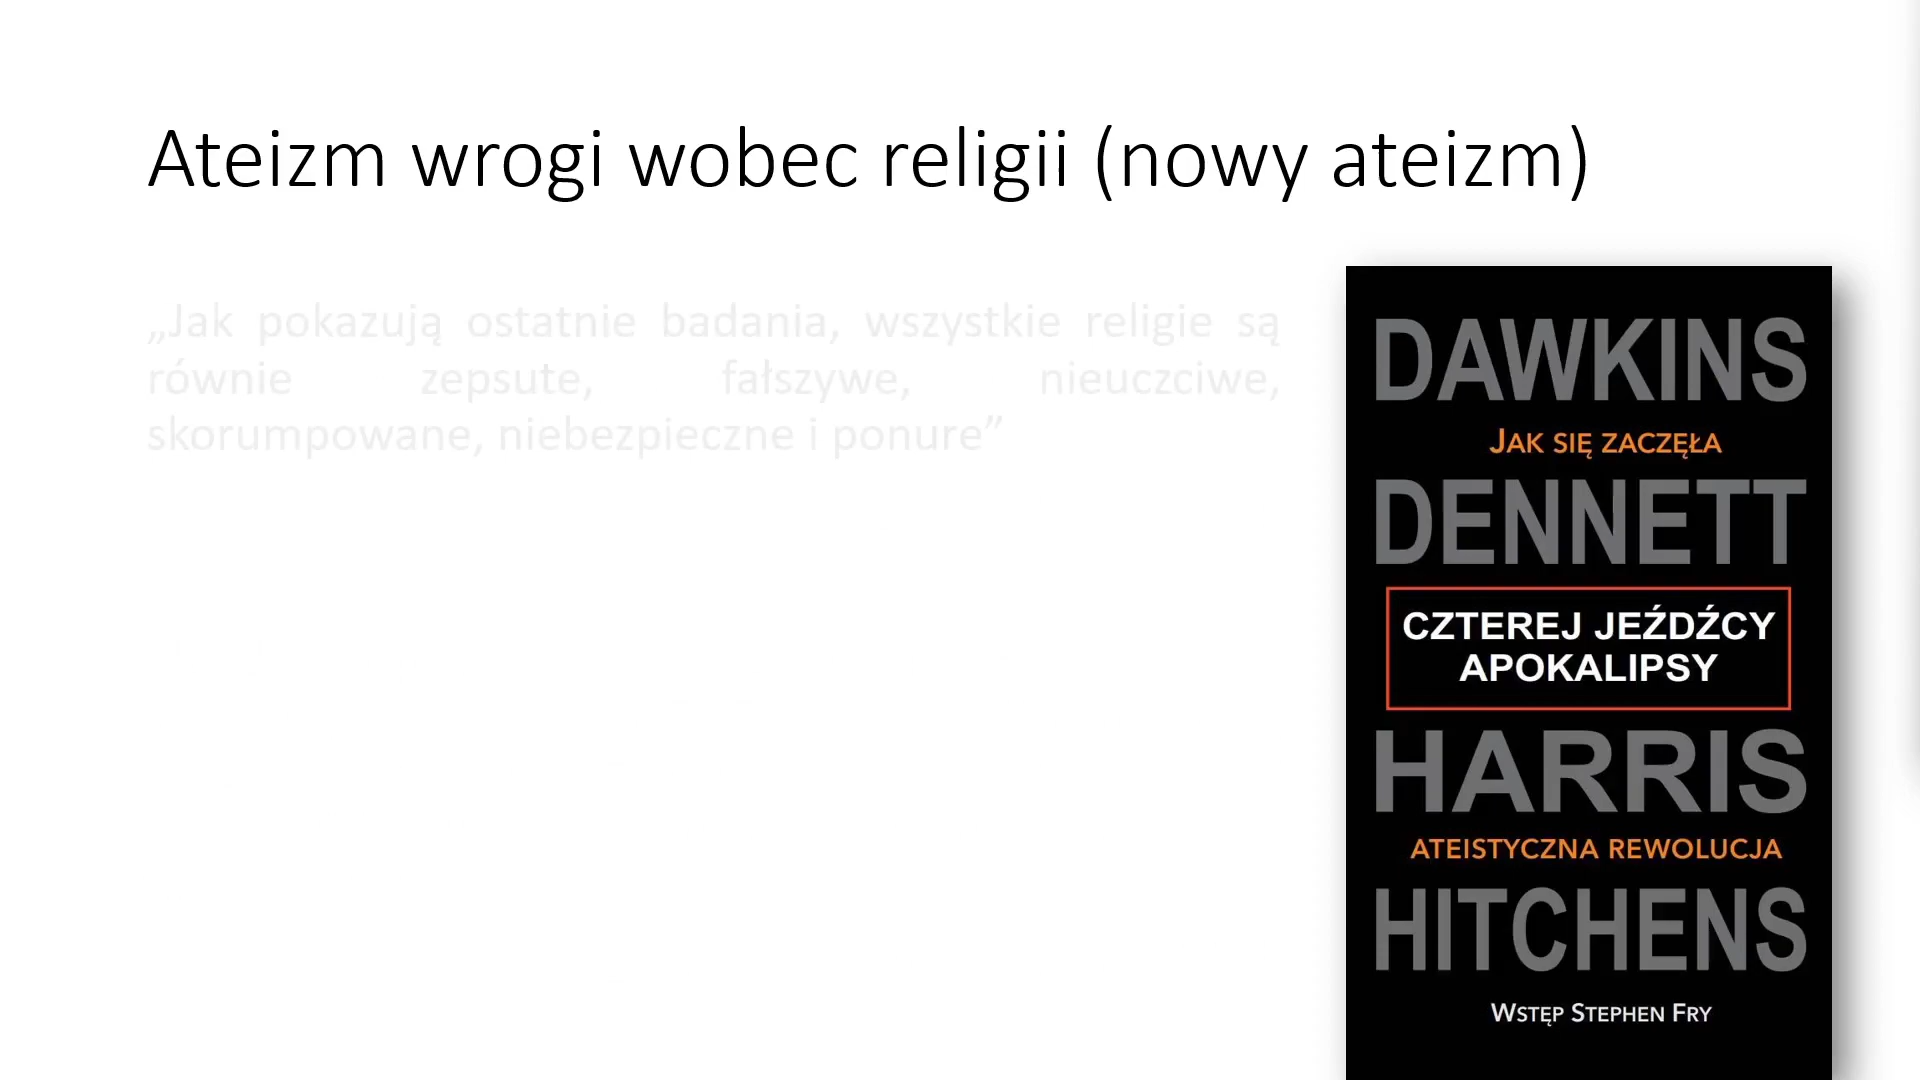 Ateizm wrogi wobec religii (nowy ateizm)
„Jak pokazują ostatnie badania, wszystkie religie są
równie zepsute, fałszywe, nieuczciwe,
skorumpowane, niebezpieczne i ponure”
DAWKINS
JAK SIĘ ZACZĘŁA
DENNETT
CZTEREJ JEŹDŹCY
APOKALIPSY
HARRIS
ATEISTYCZNA REWOLUCJA
HITCHENS
WSTĘP STEPHEN FRY